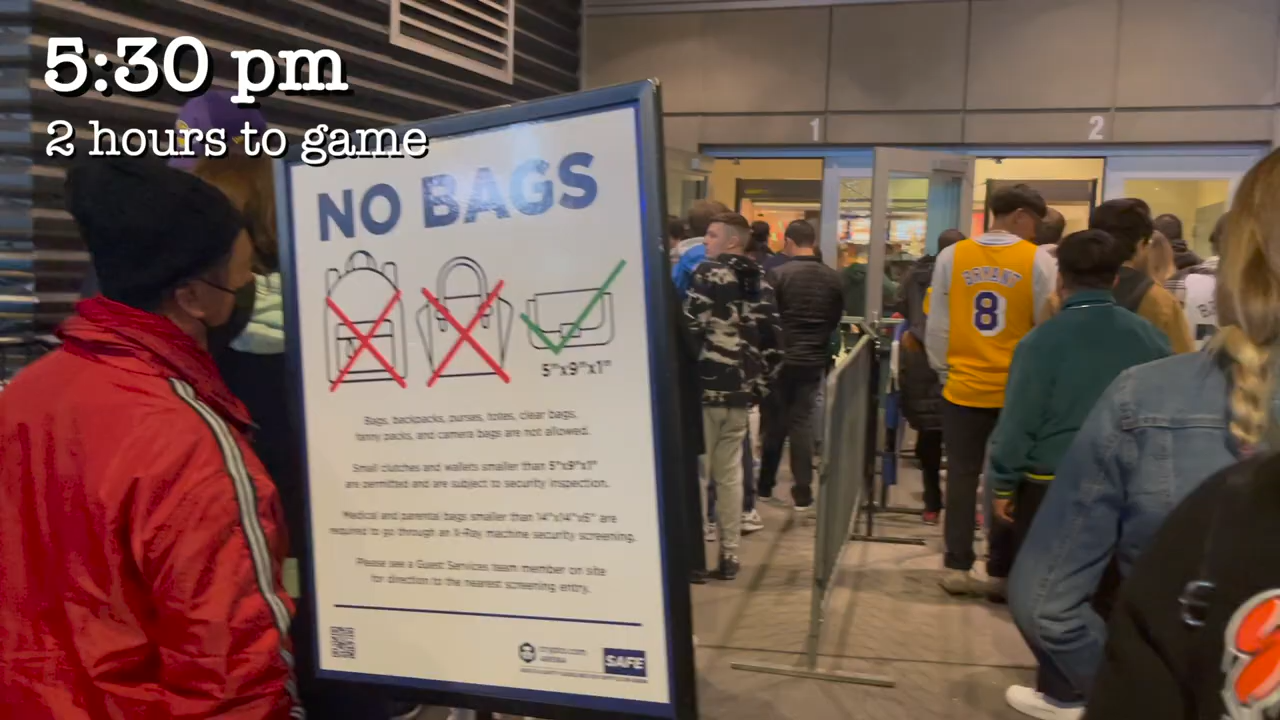 5:30 pm
2 hours to game
1
2
NO BAGS
BRYANT
8
5"x9"x1"
Bags, backpacks, purses, totes, clear bags,
fanny packs, and camera bags are not allowed.
Small clutches and wallets smaller than 5"x9"x1"
are permitted and are subject to security inspection.
Medical and parental bags smaller than 14"x14"x6" are
required to go through an X-Ray machine security screening.
Please see a Guest Services team member on site
for direction to the nearest screening entry.
crypto.com
ARENA
SAFE